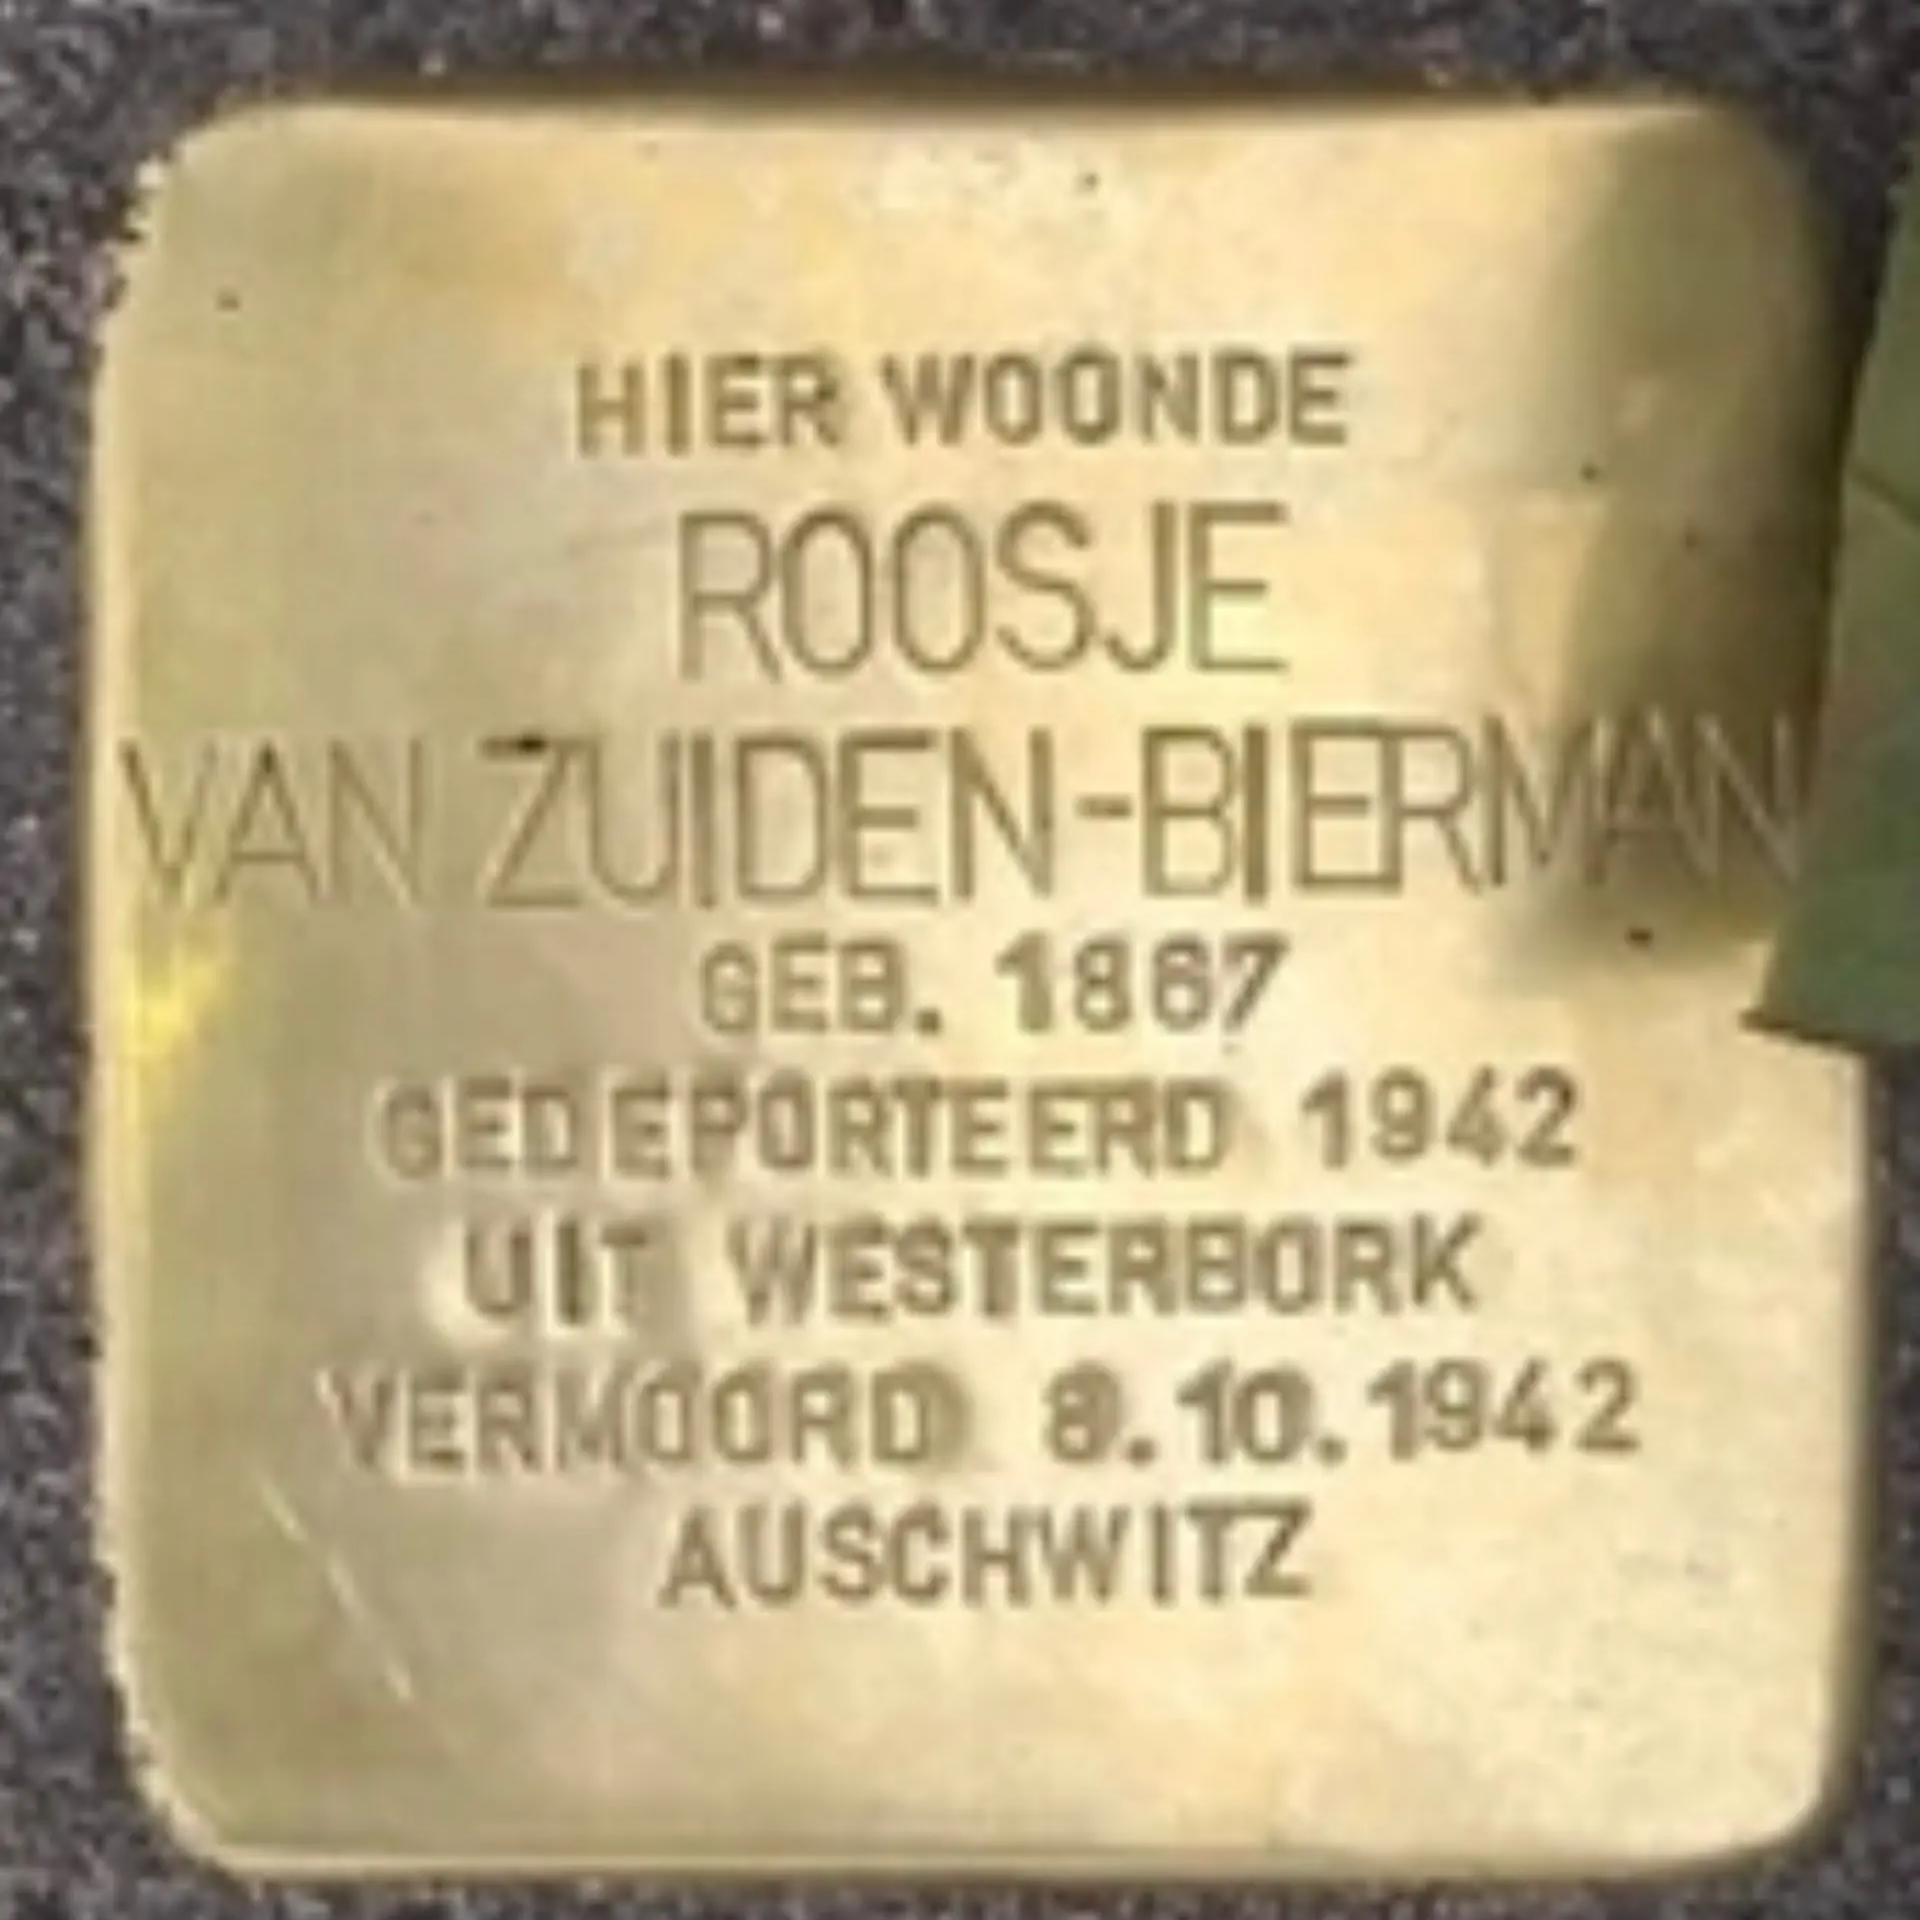 HIER WOONDE
ROOSJE
VAN ZUIDEN-BIERMAN
GEB. 1867
GEDEPORTEERD 1942
UIT WESTERBORK
VERMOORD 8.10.1942
AUSCHWITZ